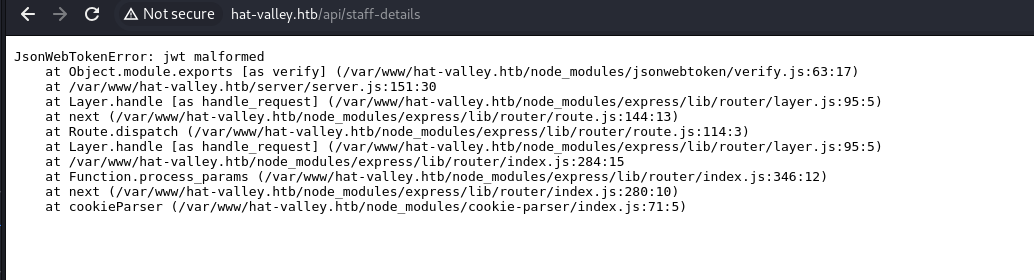 Not secure hat-valley.htb/api/staff-details
JsonWebTokenError: jwt malformed
    at Object.module.exports [as verify] (/var/www/hat-valley.htb/node_modules/jsonwebtoken/verify.js:63:17)
    at /var/www/hat-valley.htb/server/server.js:151:30
    at Layer.handle [as handle_request] (/var/www/hat-valley.htb/node_modules/express/lib/router/layer.js:95:5)
    at next (/var/www/hat-valley.htb/node_modules/express/lib/router/route.js:144:13)
    at Route.dispatch (/var/www/hat-valley.htb/node_modules/express/lib/router/route.js:114:3)
    at Layer.handle [as handle_request] (/var/www/hat-valley.htb/node_modules/express/lib/router/layer.js:95:5)
    at /var/www/hat-valley.htb/node_modules/express/lib/router/index.js:284:15
    at Function.process_params (/var/www/hat-valley.htb/node_modules/express/lib/router/index.js:346:12)
    at next (/var/www/hat-valley.htb/node_modules/express/lib/router/index.js:280:10)
    at cookieParser (/var/www/hat-valley.htb/node_modules/cookie-parser/index.js:71:5)